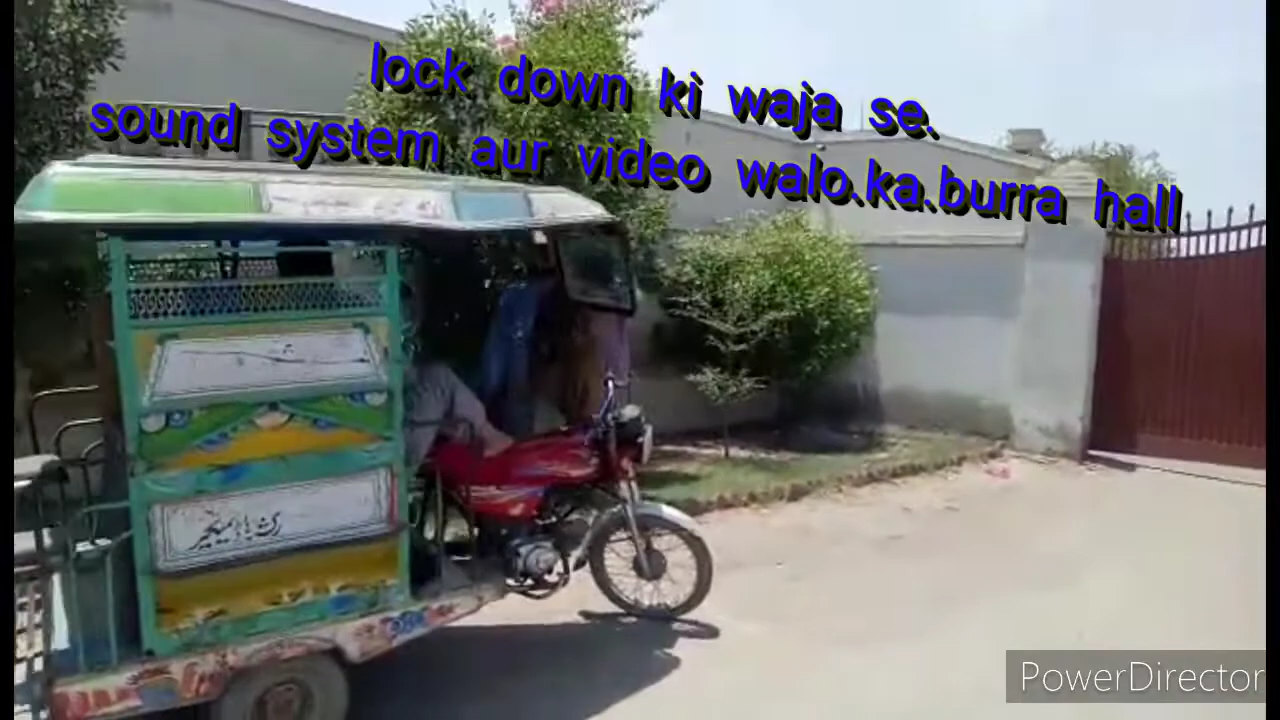 lock down ki waja se.
sound system aur video walo.ka.burra hall
PowerDirector